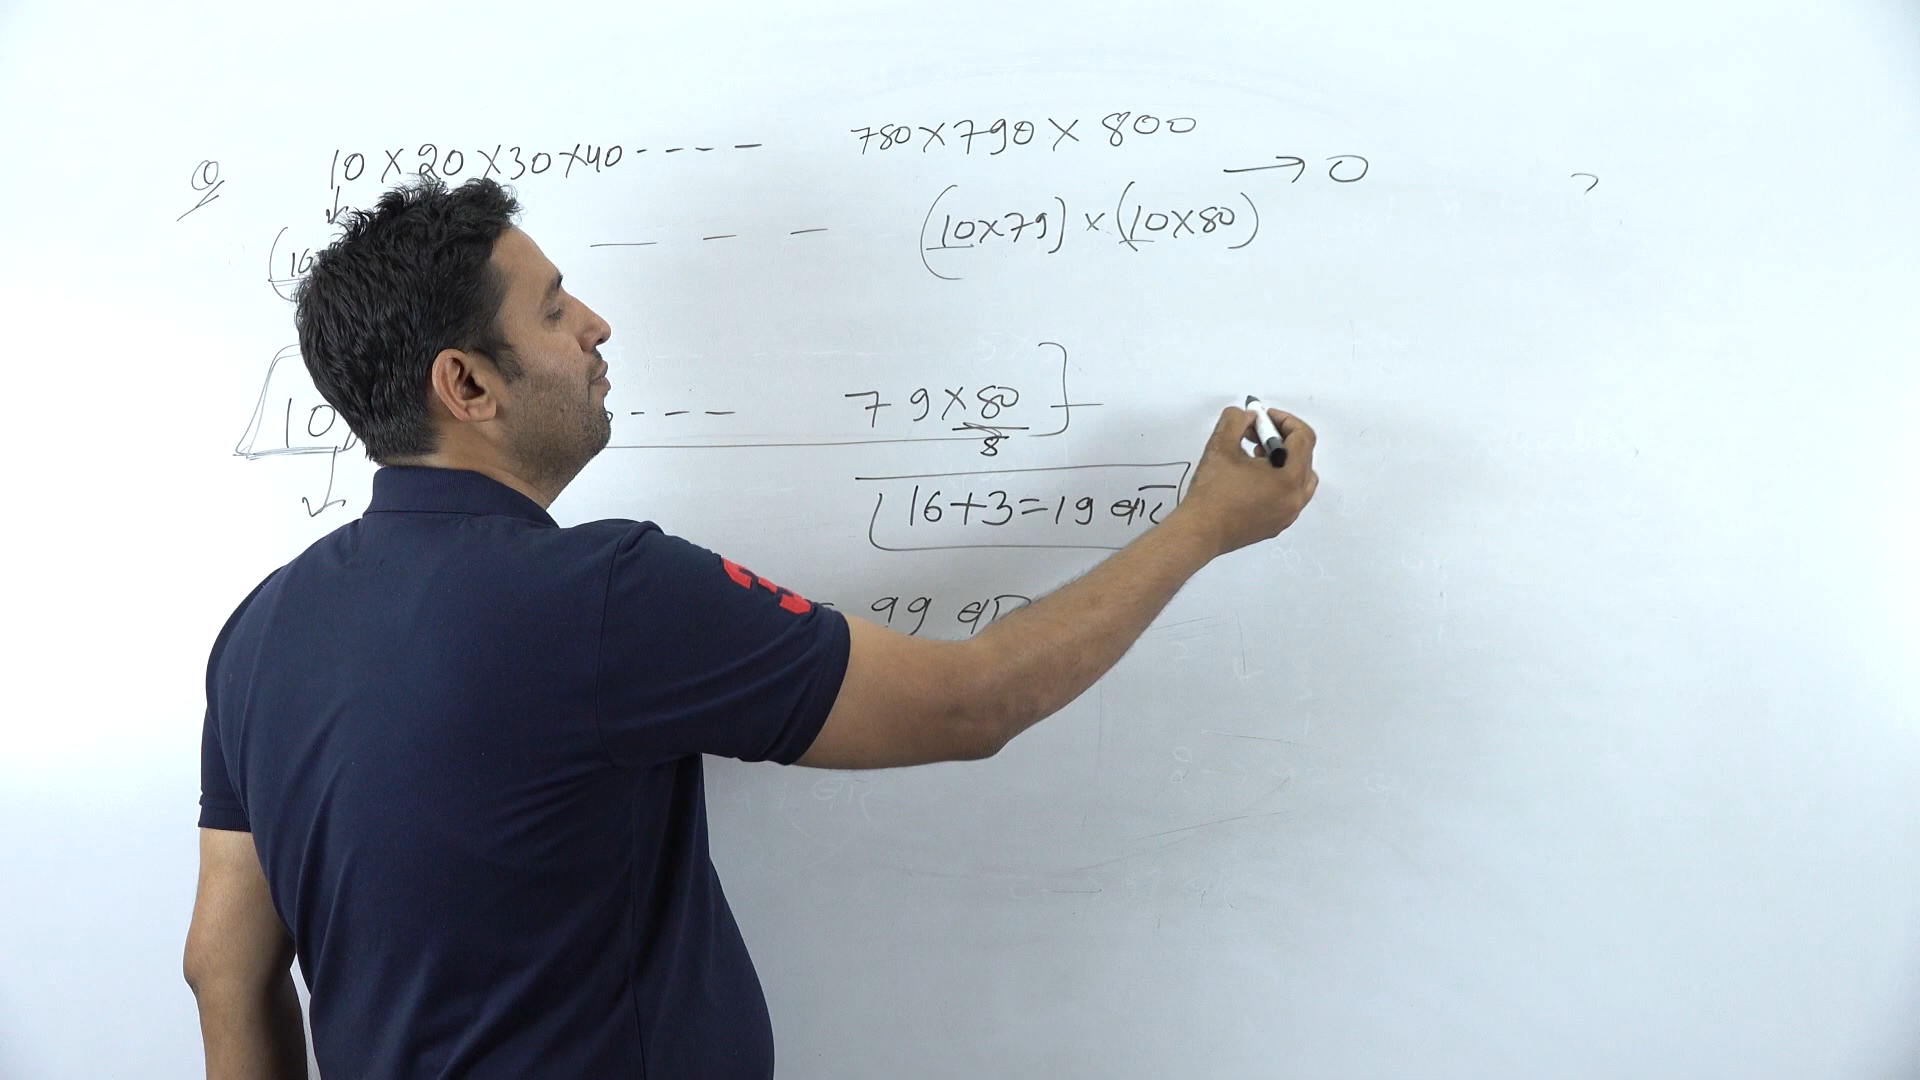 Q 10 × 20 × 30 × 40 - - - - 780 × 790 × 800 → 0
(10 — — — (10×79) × (10×80)
10 - - - 79 × 80
8
16+3=19 बार
= 99 बा
3